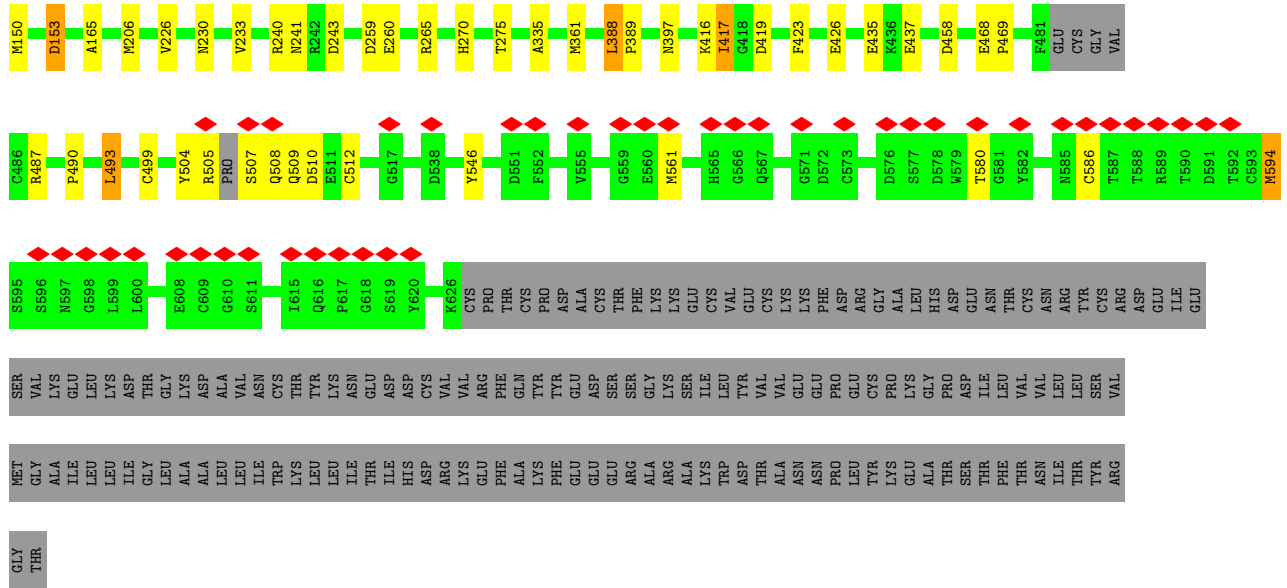 M150 D153 A165 M206 V226 N230 V233 R240 N241 R242 D243 D259 E260 R265 H270 T275 A335 M361 L388 P389 N397 K416 I417 G418 D419 F423 E426 E435 K436 E437 D458 E468 P469 F481 GLU CYS GLY VAL
C486 R487 P490 L493 C499 Y504 R505 PRO S507 Q508 Q509 D510 E511 C512 G517 D538 Y546 D551 F552 V555 G559 E560 M561 H565 G566 Q567 G571 D572 C573 D576 S577 D578 W579 T580 G581 Y582 N585 C586 T587 T588 R589 T590 D591 T592 C593 M594
S595 S596 N597 G598 L599 L600 E608 C609 G610 S611 I615 Q616 P617 G618 S619 Y620 K626 CYS PRO THR CYS PRO ASP ALA CYS THR PHE LYS LYS GLU CYS VAL GLU CYS LYS LYS PHE ASP ARG GLY ALA LEU HIS ASP GLU ASN THR CYS ASN ARG TYR CYS ARG ASP GLU ILE GLU
SER VAL LYS GLU LEU LYS ASP THR GLY LYS ASP ALA VAL ASN CYS THR TYR LYS ASN GLU ASP ASP CYS VAL VAL ARG PHE GLN TYR TYR GLU ASP SER SER GLY LYS SER ILE LEU TYR VAL VAL GLU GLU PRO GLU CYS PRO LYS GLY PRO ASP ILE LEU VAL VAL LEU LEU SER VAL
MET GLY ALA ILE LEU LEU ILE GLY LEU ALA ALA LEU LEU ILE TRP LYS LEU LEU ILE THR ILE HIS ASP ARG LYS GLU PHE ALA LYS PHE GLU GLU GLU ARG ALA ARG ALA LYS TRP ASP THR ALA ASN ASN PRO LEU TYR LYS GLU ALA THR SER THR PHE THR ASN ILE THR TYR ARG
GLY THR